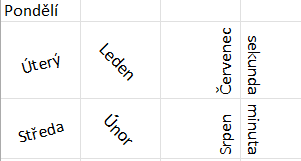 Pondělí
Úterý
Leden
Červenec
sekunda
Středa
Únor
Srpen
minuta